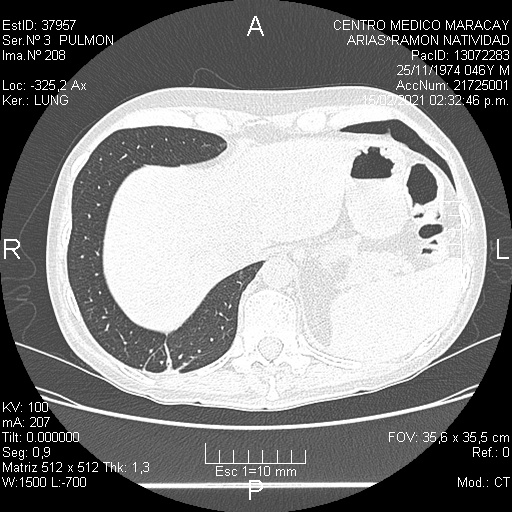 EstID: 37957
Ser.Nº 3 PULMON
Ima.Nº 208
Loc: -325,2 Ax
Ker.: LUNG
A
CENTRO MEDICO MARACAY
ARIAS^RAMON NATIVIDAD
PacID: 13072283
25/11/1974 046Y M
AccNum: 21725001
15/02/2021 02:32:46 p.m.
R
L
KV: 100
mA: 207
Tilt: 0.000000
Seg: 0,9
Matriz 512 x 512 Thk: 1,3
W:1500 L:-700
Esc 1=10 mm
P
FOV: 35,6 x 35,5 cm
Ref.: 0
Mod.: CT